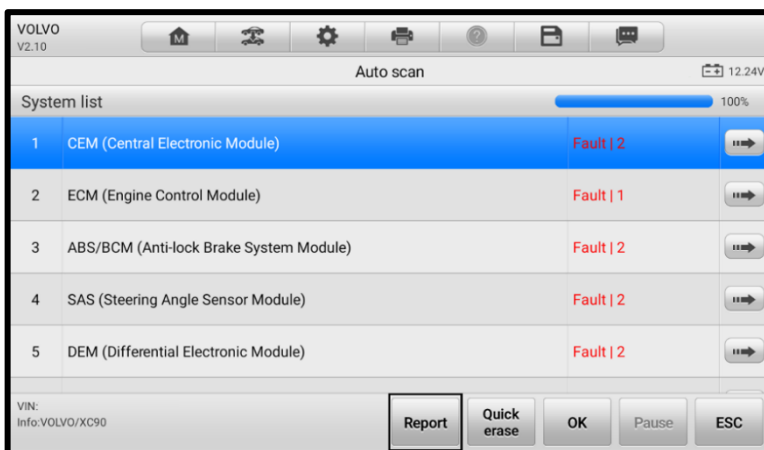 VOLVO
V2.10
M
?
Auto scan
12.24V
System list
100%
1 CEM (Central Electronic Module) Fault | 2
2 ECM (Engine Control Module) Fault | 1
3 ABS/BCM (Anti-lock Brake System Module) Fault | 2
4 SAS (Steering Angle Sensor Module) Fault | 2
5 DEM (Differential Electronic Module) Fault | 2
VIN:
Info:VOLVO/XC90
Report
Quick
erase
OK
Pause
ESC